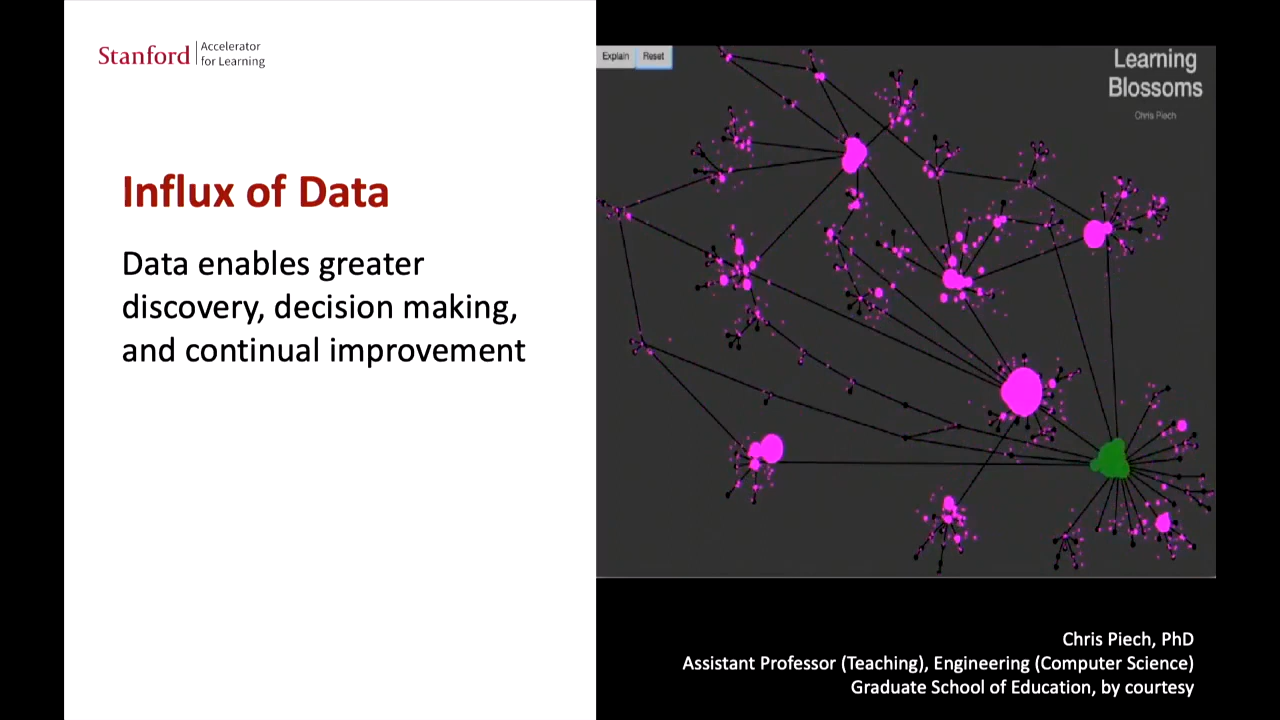 Stanford
Accelerator
for Learning
Influx of Data
Data enables greater
discovery, decision making,
and continual improvement
Explain
Reset
Learning
Blossoms
Chris Piech
Chris Piech, PhD
Assistant Professor (Teaching), Engineering (Computer Science)
Graduate School of Education, by courtesy